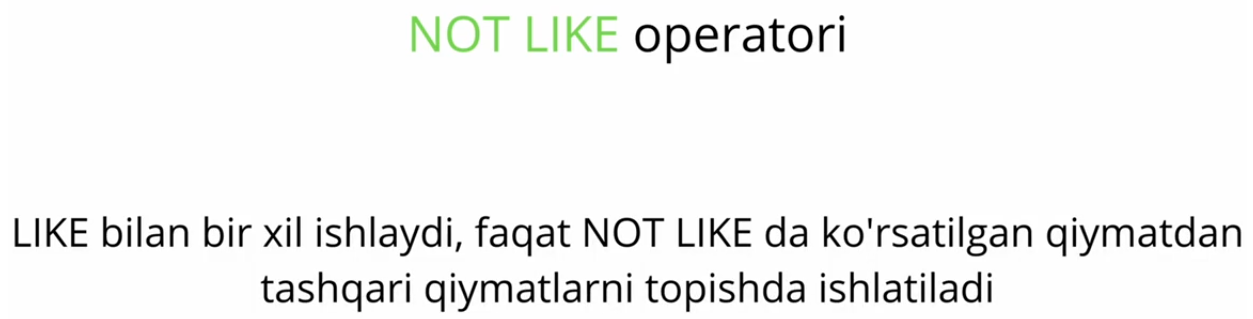 NOT LIKE operatori
LIKE bilan bir xil ishlaydi, faqat NOT LIKE da ko'rsatilgan qiymatdan
tashqari qiymatlarni topishda ishlatiladi